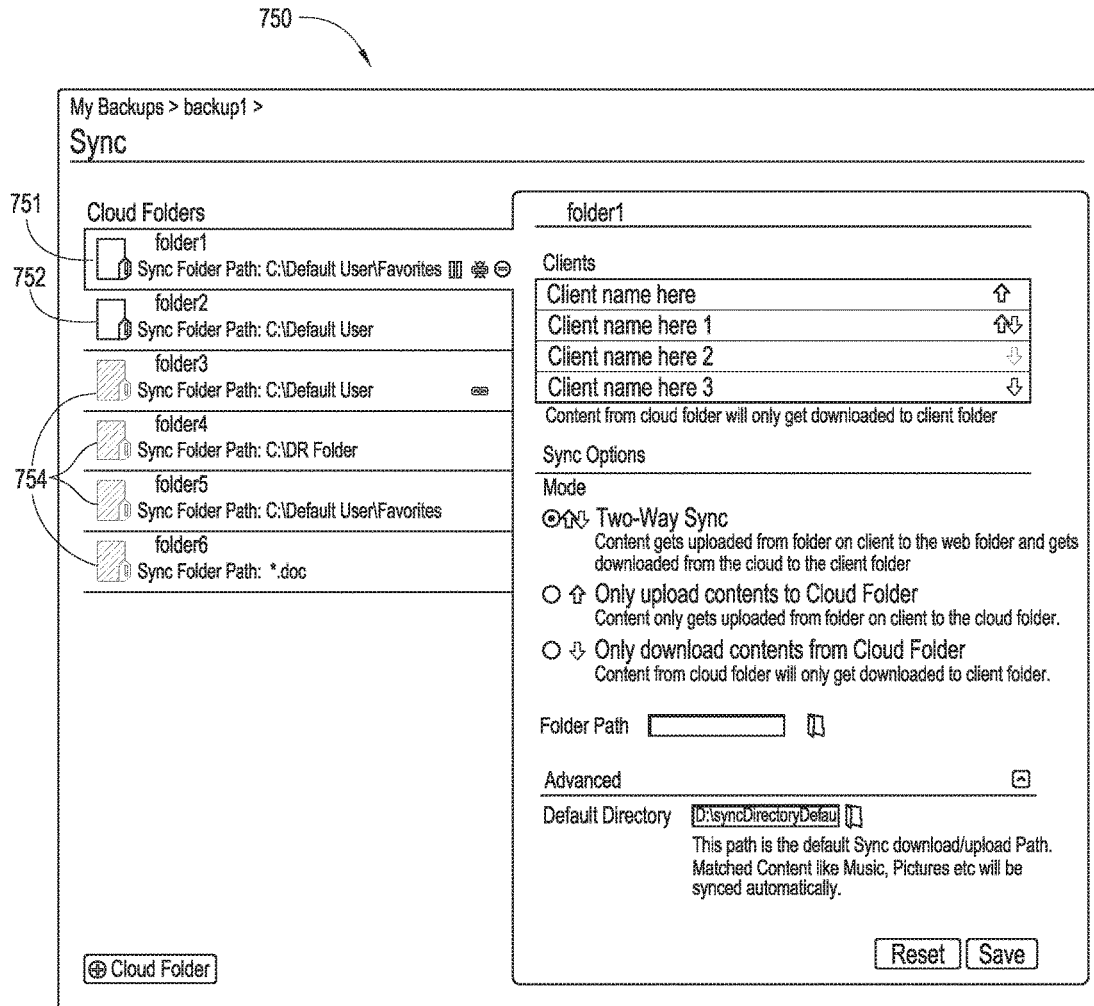 750
My Backups > backup1 >
Sync
751
Cloud Folders
folder1
Sync Folder Path: C:\Default User\Favorites
752
folder2
Sync Folder Path: C:\Default User
folder3
Sync Folder Path: C:\Default User
folder4
Sync Folder Path: C:\DR Folder
754
folder5
Sync Folder Path: C:\Default User\Favorites
folder6
Sync Folder Path: *.doc
Cloud Folder
folder1
Clients
Client name here
Client name here 1
Client name here 2
Client name here 3
Content from cloud folder will only get downloaded to client folder
Sync Options
Mode
Two-Way Sync
Content gets uploaded from folder on client to the web folder and gets
downloaded from the cloud to the client folder
Only upload contents to Cloud Folder
Content only gets uploaded from folder on client to the cloud folder.
Only download contents from Cloud Folder
Content from cloud folder will only get downloaded to client folder.
Folder Path
Advanced
Default Directory D:\syncDirectoryDefau
This path is the default Sync download/upload Path.
Matched Content like Music, Pictures etc will be
synced automatically.
Reset Save